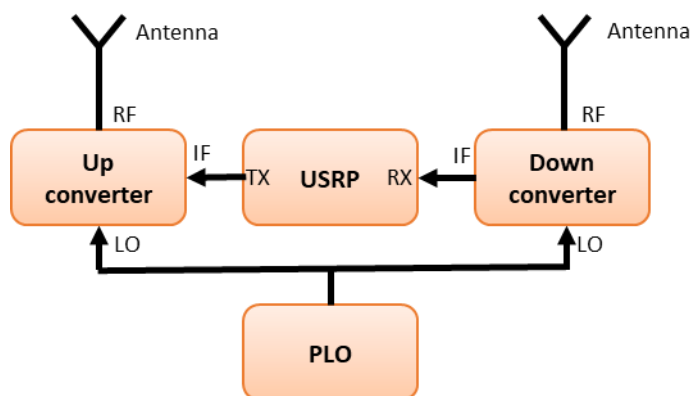 Antenna
Antenna
RF
RF
Up
converter
IF
TX
USRP
RX
IF
Down
converter
LO
LO
PLO